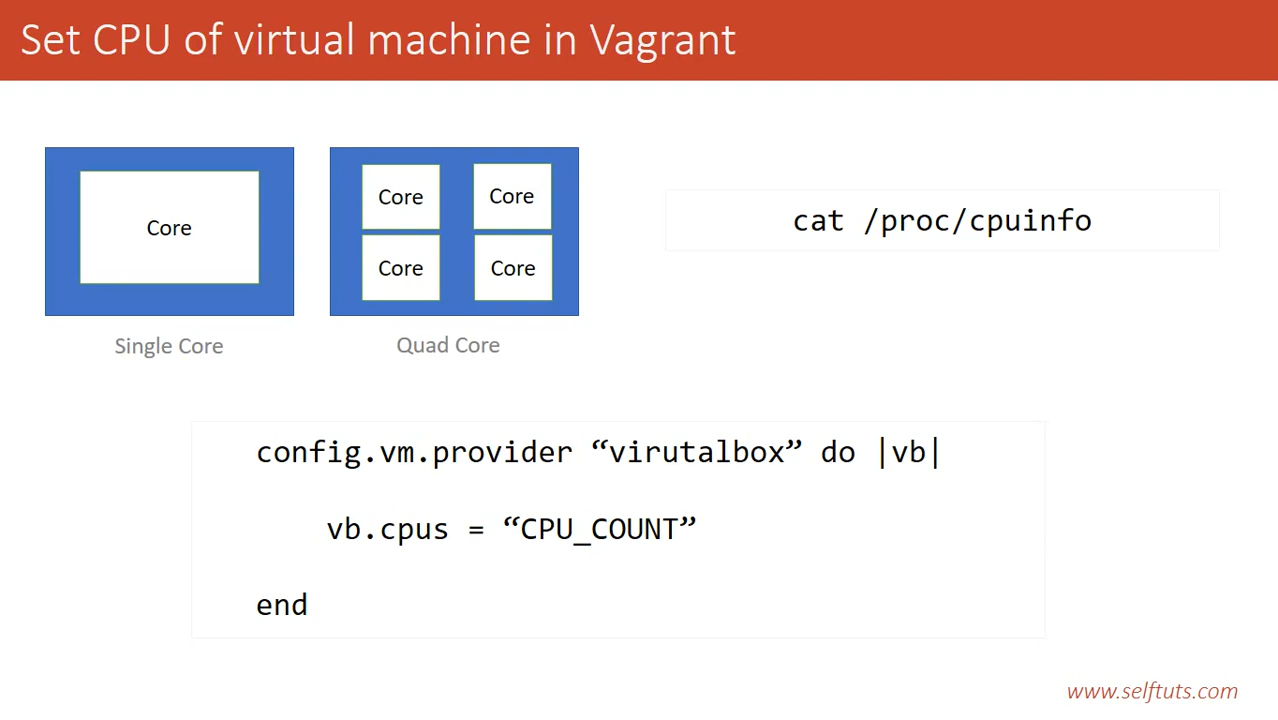 Set CPU of virtual machine in Vagrant
Core
Single Core
Core Core
Core Core
Quad Core
cat /proc/cpuinfo
config.vm.provider “virutalbox” do |vb|
vb.cpus = “CPU_COUNT”
end
www.selftuts.com